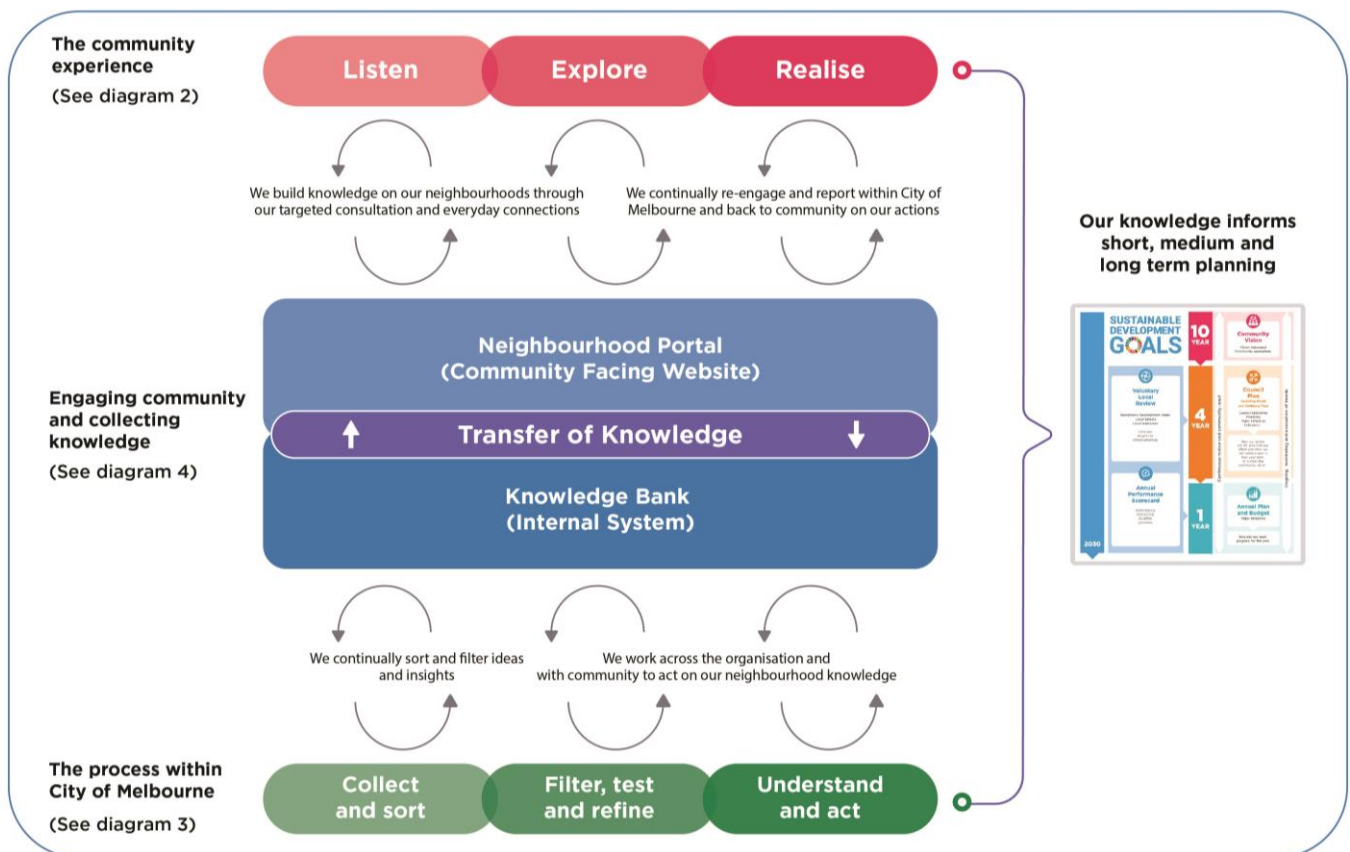 The community
experience
(See diagram 2)
Listen
Explore
Realise
We build knowledge on our neighbourhoods through
our targeted consultation and everyday connections
We continually re-engage and report within City of
Melbourne and back to community on our actions
Engaging community
and collecting
knowledge
(See diagram 4)
Neighbourhood Portal
(Community Facing Website)
Transfer of Knowledge
Knowledge Bank
(Internal System)
We continually sort and filter ideas
and insights
We work across the organisation and
with community to act on our neighbourhood knowledge
The process within
City of Melbourne
(See diagram 3)
Collect
and sort
Filter, test
and refine
Understand
and act
Our knowledge informs
short, medium and
long term planning
SUSTAINABLE
DEVELOPMENT
GOALS
10
YEAR
Community
Vision
Voluntary
Local
Review
4
YEAR
Council
Plan
Annual
Performance
Scorecard
1
YEAR
Annual Plan
and Budget
2030